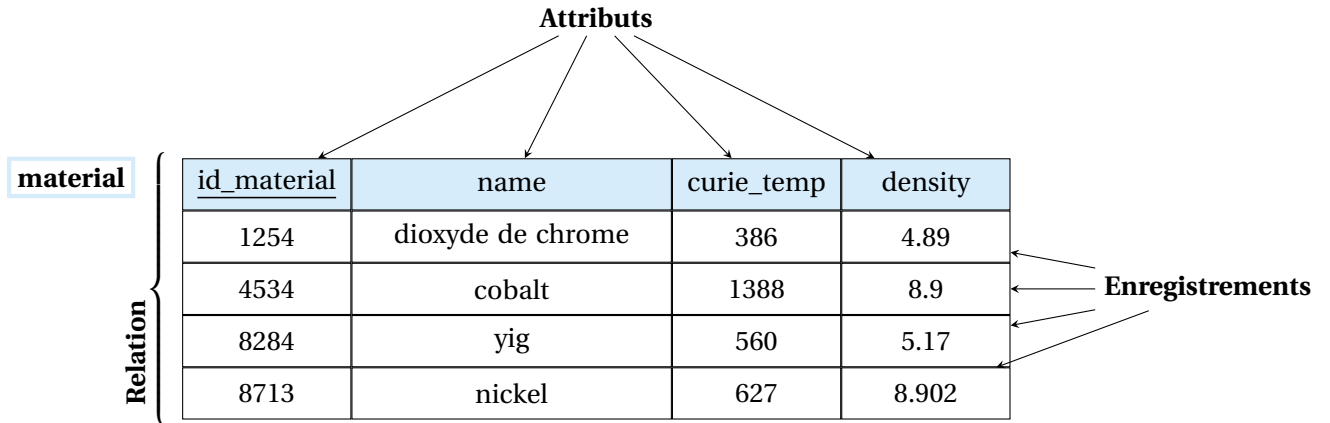 Attributs
material
id_material name curie_temp density
1254 dioxyde de chrome 386 4.89
4534 cobalt 1388 8.9
Enregistrements
8284 yig 560 5.17
8713 nickel 627 8.902
Relation